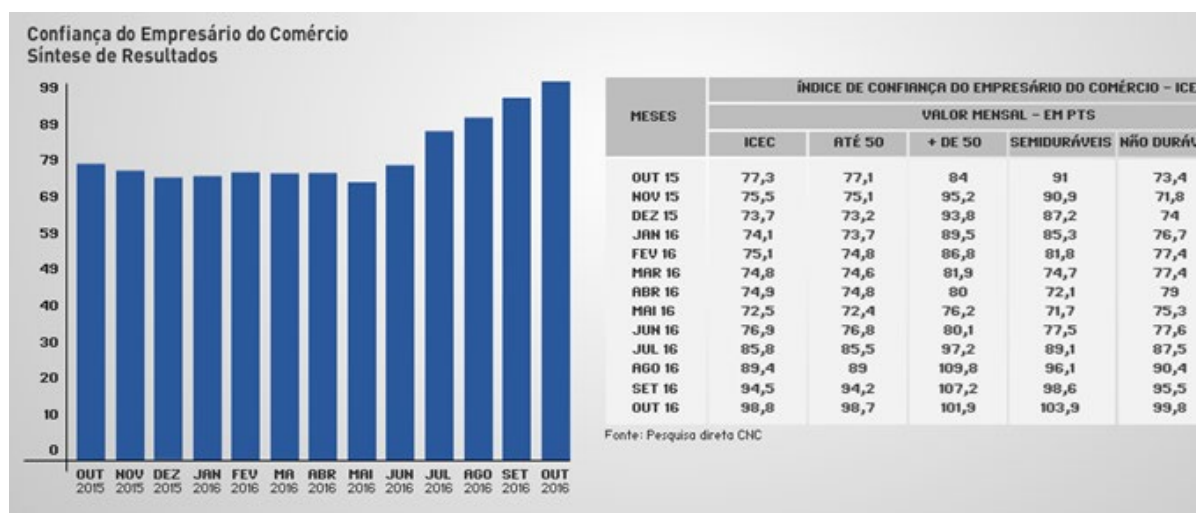 Confiança do Empresário do Comércio
Síntese de Resultados
99
89
79
69
59
49
40
30
20
10
0
OUT NOV DEZ JAN FEV MA ABR MAI JUN JUL AGO SET OUT
2015 2015 2015 2016 2016 2016 2016 2016 2016 2016 2016 2016 2016
ÍNDICE DE CONFIANÇA DO EMPRESÁRIO DO COMÉRCIO - ICE
MESES VALOR MENSAL - EM PTS
ICEC ATÉ 50 + DE 50 SEMIDURÁVEIS NÃO DURÁV
OUT 15 77,3 77,1 84 91 73,4
NOV 15 75,5 75,1 95,2 90,9 71,8
DEZ 15 73,7 73,2 93,8 87,2 74
JAN 16 74,1 73,7 89,5 85,3 76,7
FEV 16 75,1 74,8 86,8 81,8 77,4
MAR 16 74,8 74,6 81,9 74,7 77,4
ABR 16 74,9 74,8 80 72,1 79
MAI 16 72,5 72,4 76,2 71,7 75,3
JUN 16 76,9 76,8 80,1 77,5 77,6
JUL 16 85,8 85,5 97,2 89,1 87,5
AGO 16 89,4 89 109,8 96,1 90,4
SET 16 94,5 94,2 107,2 98,6 95,5
OUT 16 98,8 98,7 101,9 103,9 99,8
Fonte: Pesquisa direta CNC